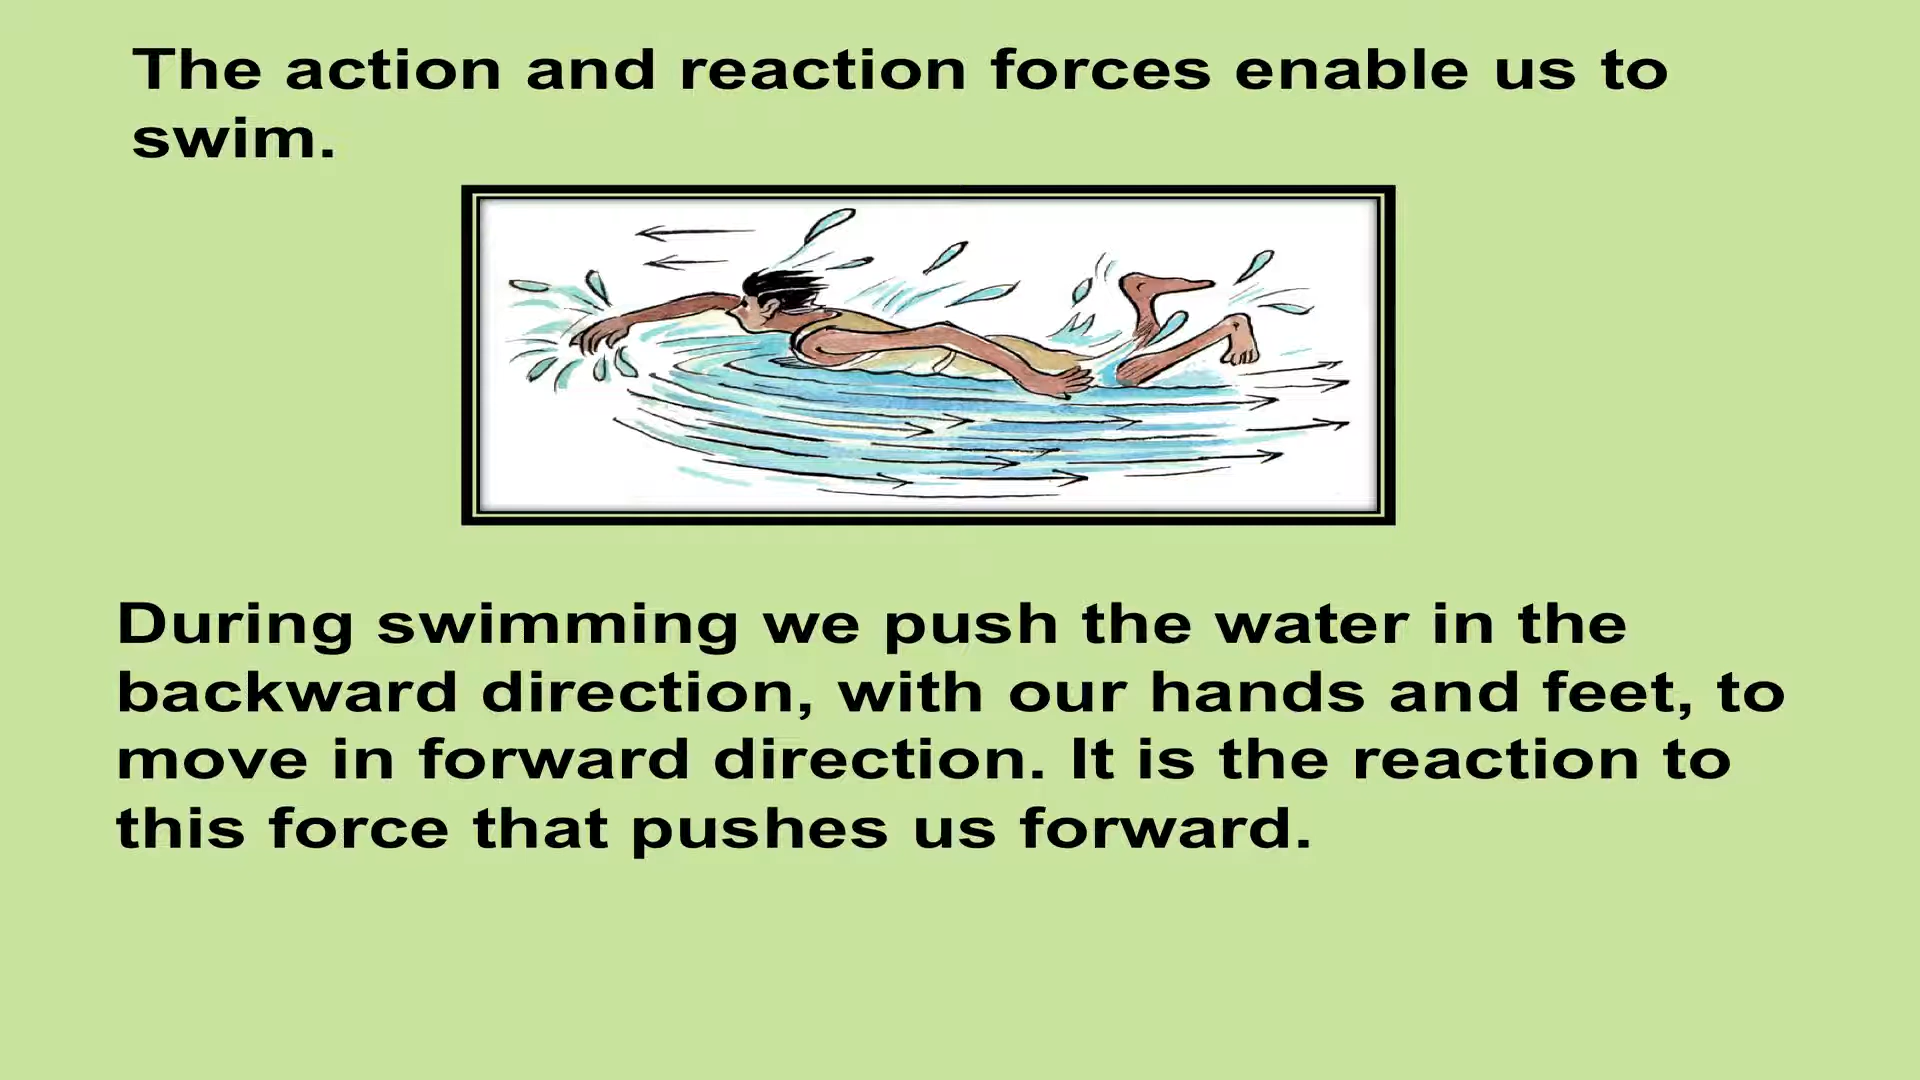 The action and reaction forces enable us to
swim.
During swimming we push the water in the
backward direction, with our hands and feet, to
move in forward direction. It is the reaction to
this force that pushes us forward.